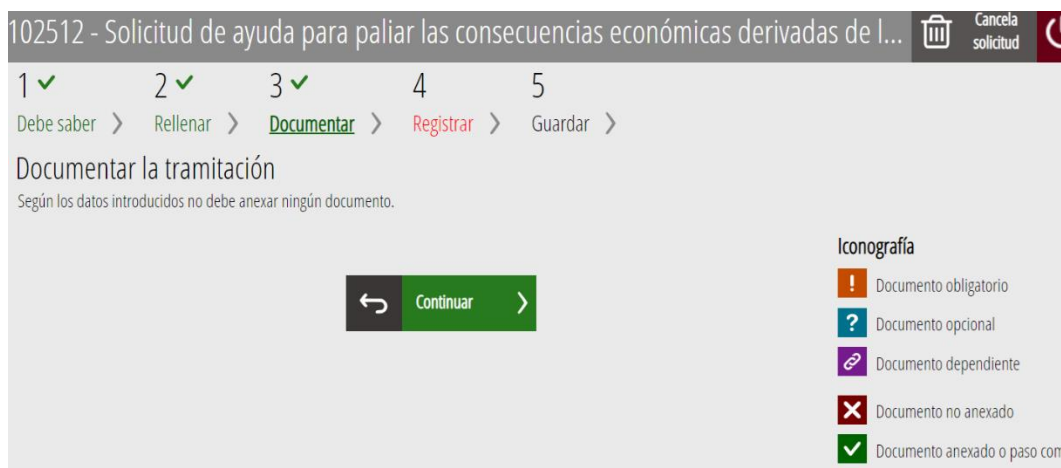 102512 - Solicitud de ayuda para paliar las consecuencias económicas derivadas de l...
Cancela
solicitud
1 2 3 4 5
Debe saber Rellenar Documentar Registrar Guardar
Documentar la tramitación
Según los datos introducidos no debe anexar ningún documento.
Iconografía
! Documento obligatorio
Continuar
? Documento opcional
Documento dependiente
Documento no anexado
Documento anexado o paso com